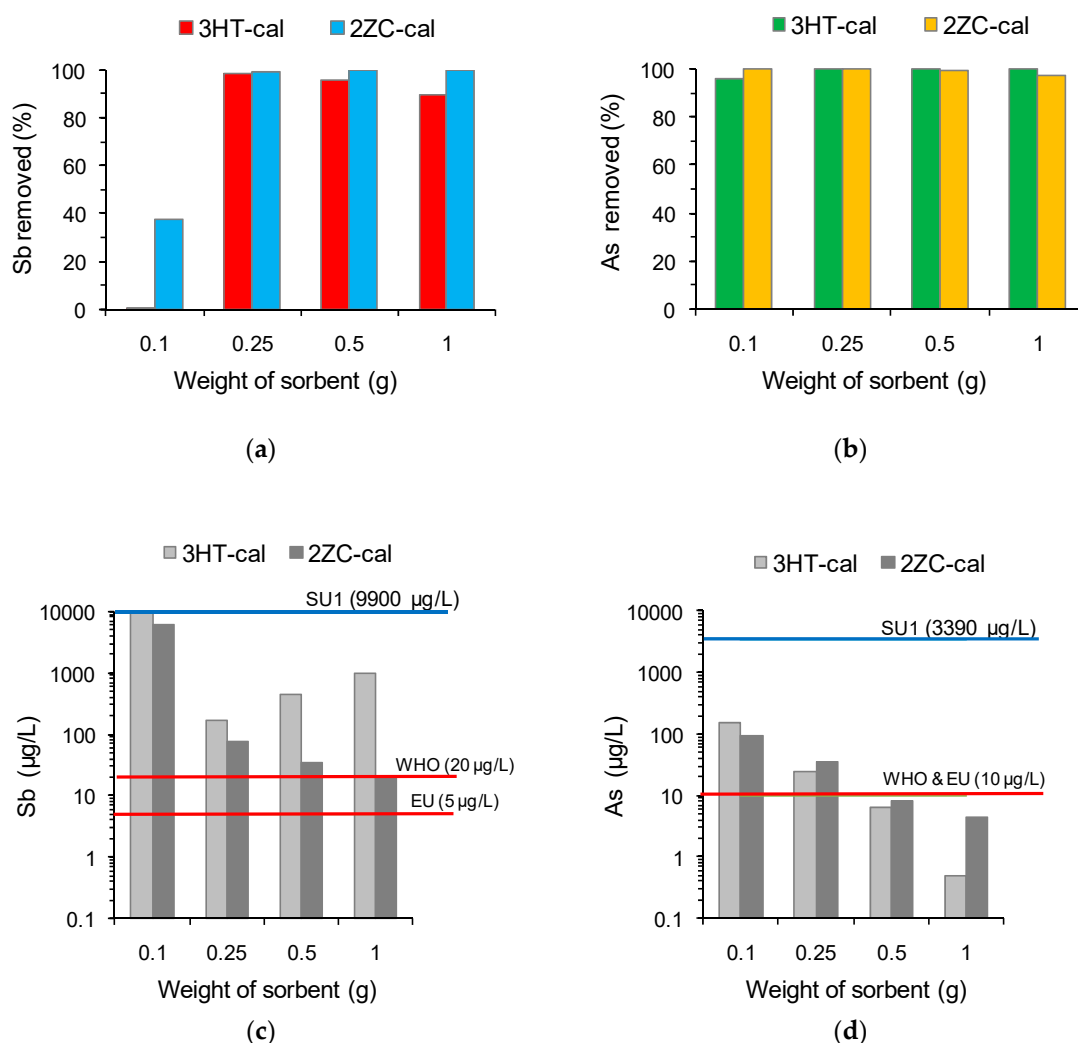 3HT-cal 2ZC-cal
Sb removed (%)
100
80
60
40
20
0
0.1 0.25 0.5 1
Weight of sorbent (g)
(a)
3HT-cal 2ZC-cal
As removed (%)
100
80
60
40
20
0
0.1 0.25 0.5 1
Weight of sorbent (g)
(b)
3HT-cal 2ZC-cal
SU1 (9900 µg/L)
Sb (µg/L)
10000
1000
100
10
1
0.1
WHO (20 µg/L)
EU (5 µg/L)
0.1 0.25 0.5 1
Weight of sorbent (g)
(c)
3HT-cal 2ZC-cal
SU1 (3390 µg/L)
As (µg/L)
10000
1000
100
10
1
0.1
WHO & EU (10 µg/L)
0.1 0.25 0.5 1
Weight of sorbent (g)
(d)